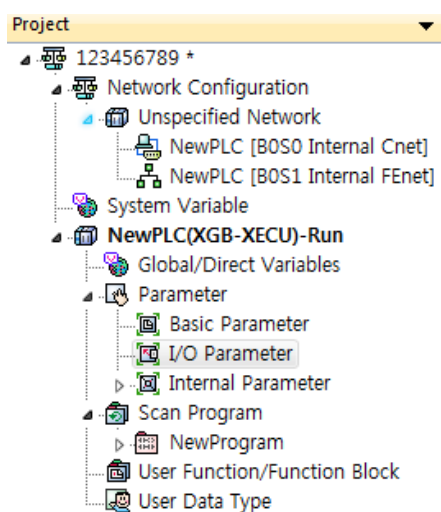 Project
123456789 *
Network Configuration
Unspecified Network
NewPLC [B0S0 Internal Cnet]
NewPLC [B0S1 Internal FEnet]
System Variable
NewPLC(XGB-XECU)-Run
Global/Direct Variables
Parameter
Basic Parameter
I/O Parameter
Internal Parameter
Scan Program
NewProgram
User Function/Function Block
User Data Type